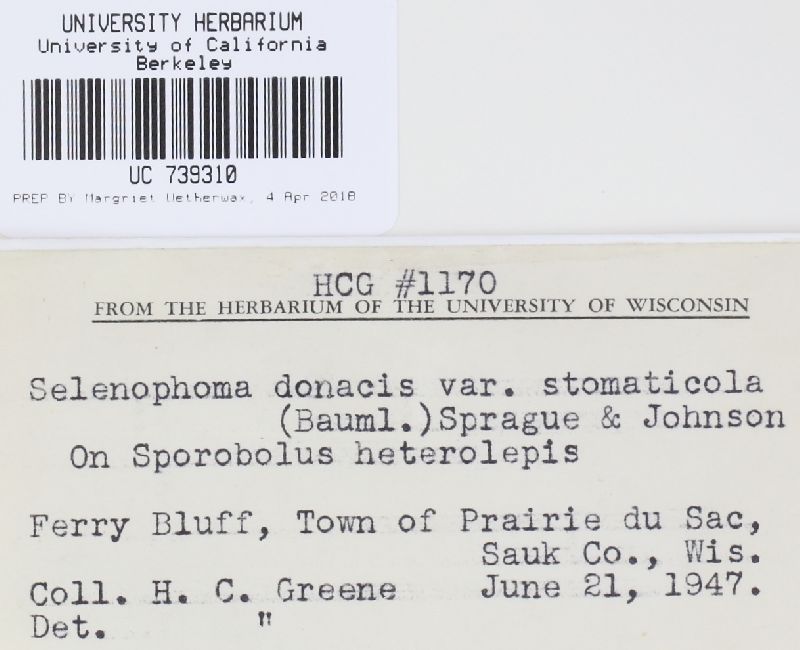 UNIVERSITY HERBARIUM
University of California
Berkeley
UC 739310
PREP BY Margriet Wetherwax, 4 Apr 2018
HCG #1170
FROM THE HERBARIUM OF THE UNIVERSITY OF WISCONSIN
Selenophoma donacis var. stomaticola
(Bauml.)Sprague & Johnson
On Sporobolus heterolepis
Ferry Bluff, Town of Prairie du Sac,
Sauk Co., Wis.
Coll. H. C. Greene June 21, 1947.
Det. "